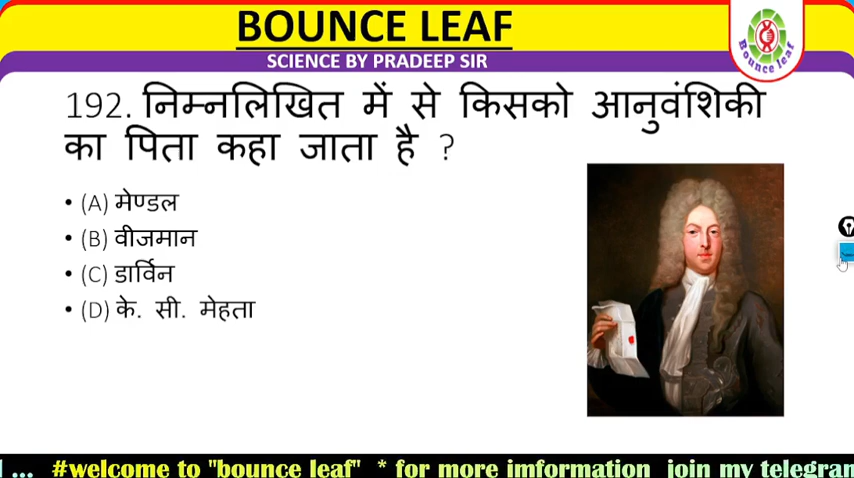 BOUNCE LEAF
SCIENCE BY PRADEEP SIR
Bounce leaf
192. निम्नलिखित में से किसको आनुवंशिकी
का पिता कहा जाता है ?
• (A) मेण्डल
• (B) वीजमान
• (C) डार्विन
• (D) के. सी. मेहता
... #welcome to "bounce leaf" * for more imformation join my telegram